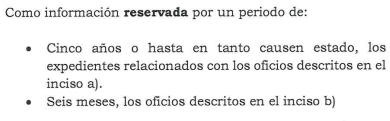 Como información reservada por un periodo de:
• Cinco años o hasta en tanto causen estado, los
expedientes relacionados con los oficios descritos en el
inciso a).
• Seis meses, los oficios descritos en el inciso b)